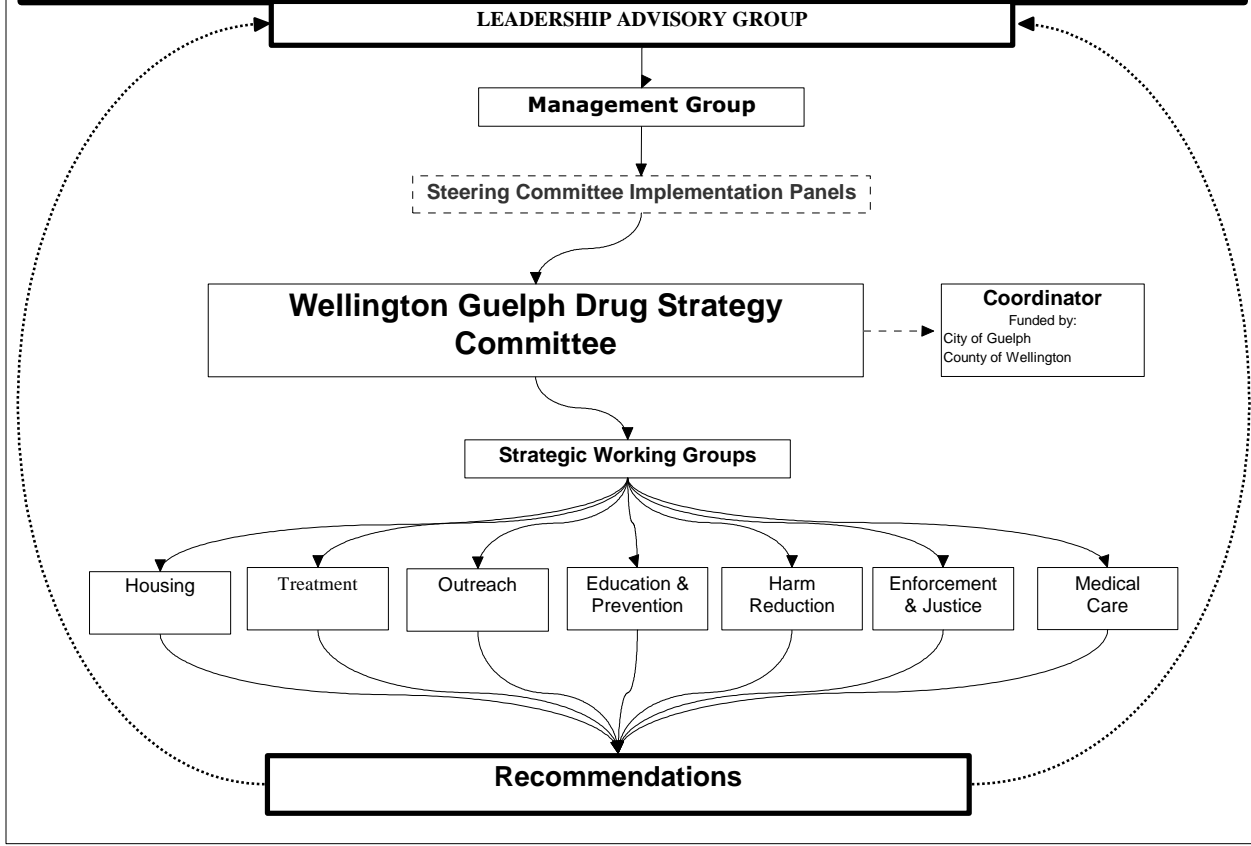 LEADERSHIP ADVISORY GROUP
Management Group
Steering Committee Implementation Panels
Wellington Guelph Drug Strategy
Committee
Coordinator
Funded by:
City of Guelph
County of Wellington
Strategic Working Groups
Housing
Treatment
Outreach
Education &
Prevention
Harm
Reduction
Enforcement
& Justice
Medical
Care
Recommendations